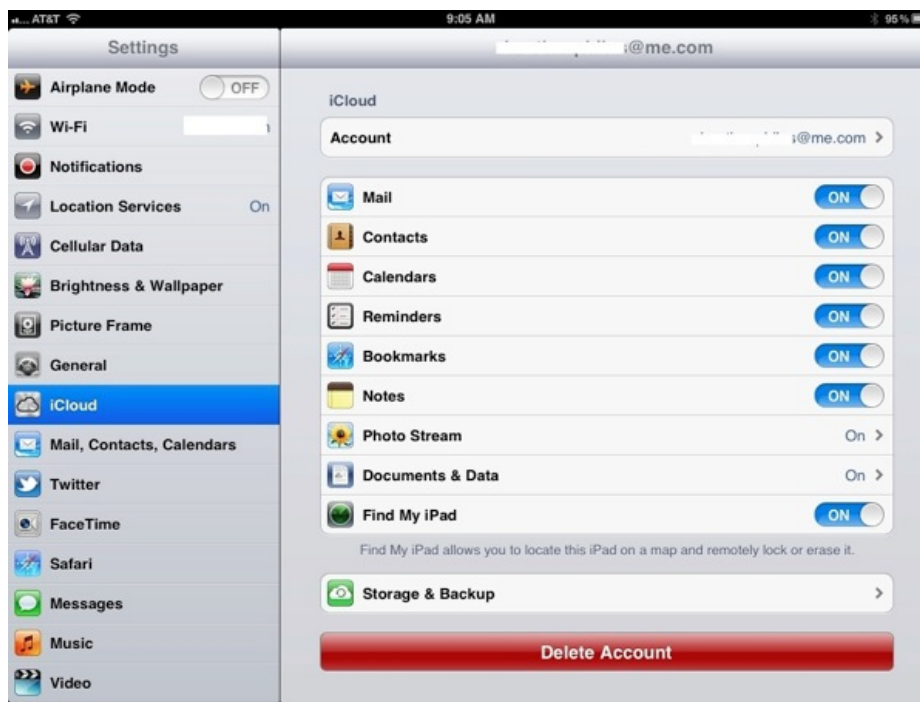 AT&T
9:05 AM
95%
Settings
@me.com
Airplane Mode OFF
Wi-Fi
Notifications
Location Services On
Cellular Data
Brightness & Wallpaper
Picture Frame
General
iCloud
Mail, Contacts, Calendars
Twitter
FaceTime
Safari
Messages
Music
Video
iCloud
Account @me.com
Mail ON
Contacts ON
Calendars ON
Reminders ON
Bookmarks ON
Notes ON
Photo Stream On
Documents & Data On
Find My iPad ON
Find My iPad allows you to locate this iPad on a map and remotely lock or erase it.
Storage & Backup
Delete Account